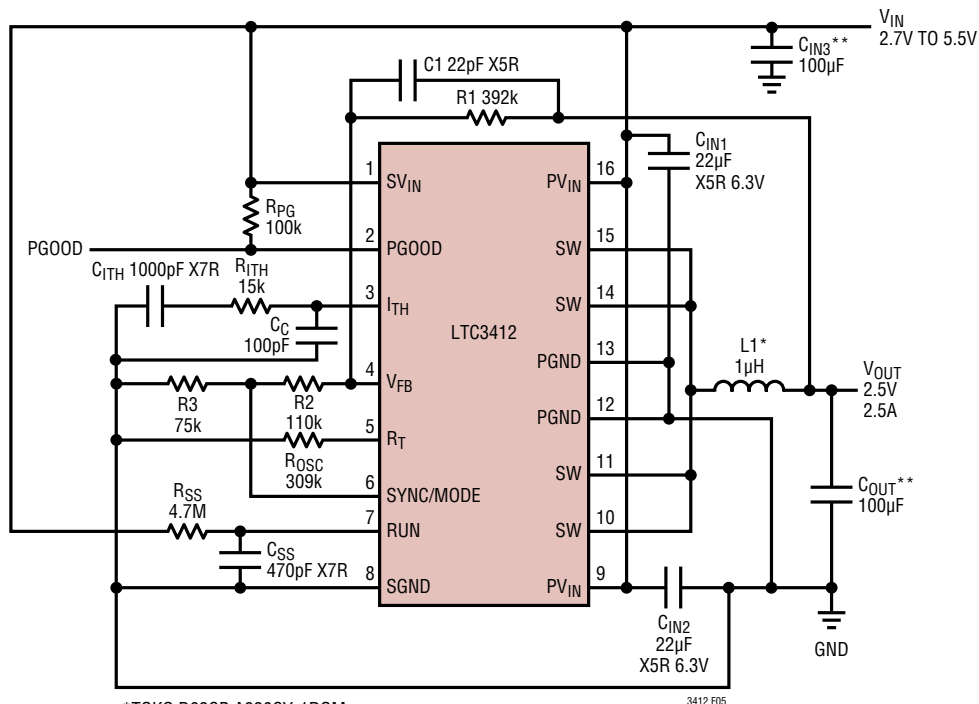 V_IN
2.7V TO 5.5V
C_IN3**
100µF
C1 22pF X5R
R1 392k
C_IN1
22µF
X5R 6.3V
1
SV_IN
16
PV_IN
R_PG
100k
PGOOD
2
PGOOD
15
SW
C_ITH 1000pF X7R
R_ITH
15k
3
I_TH
14
SW
C_C
100pF
LTC3412
13
PGND
L1*
1µH
V_OUT
2.5V
2.5A
4
V_FB
12
PGND
R3
75k
R2
110k
5
R_T
R_OSC
309k
11
SW
6
SYNC/MODE
C_OUT**
100µF
R_SS
4.7M
7
RUN
10
SW
C_SS
470pF X7R
8
SGND
9
PV_IN
C_IN2
22µF
X5R 6.3V
GND
3412 F05